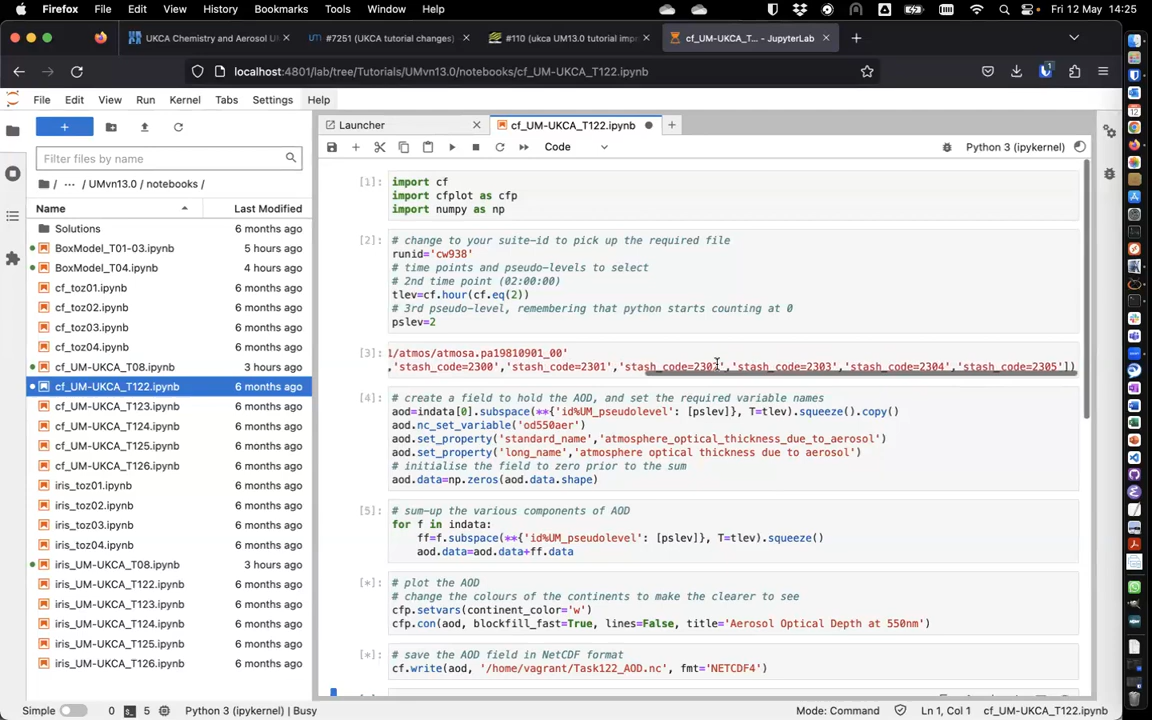 Firefox File Edit View History Bookmarks Tools Window Help Fri 12 May 14:25
UKCA Chemistry and Aerosol U
#7251 (UKCA tutorial changes)
#110 (ukca UM13.0 tutorial imp
cf_UM-UKCA_T... - JupyterLab
localhost:4801/lab/tree/Tutorials/UMvn13.0/notebooks/cf_UM-UKCA_T122.ipynb
File Edit View Run Kernel Tabs Settings Help
Filter files by name
/ ... / UMvn13.0 / notebooks /
Name Last Modified
Solutions 6 months ago
BoxModel_T01-03.ipynb 5 hours ago
BoxModel_T04.ipynb 4 hours ago
cf_toz01.ipynb 6 months ago
cf_toz02.ipynb 6 months ago
cf_toz03.ipynb 6 months ago
cf_toz04.ipynb 6 months ago
cf_UM-UKCA_T08.ipynb 3 hours ago
cf_UM-UKCA_T122.ipynb 6 months ago
cf_UM-UKCA_T123.ipynb 6 months ago
cf_UM-UKCA_T124.ipynb 6 months ago
cf_UM-UKCA_T125.ipynb 6 months ago
cf_UM-UKCA_T126.ipynb 6 months ago
iris_toz01.ipynb 6 months ago
iris_toz02.ipynb 6 months ago
iris_toz03.ipynb 6 months ago
iris_toz04.ipynb 6 months ago
iris_UM-UKCA_T08.ipynb 3 hours ago
iris_UM-UKCA_T122.ipynb 6 months ago
iris_UM-UKCA_T123.ipynb 6 months ago
iris_UM-UKCA_T124.ipynb 6 months ago
iris_UM-UKCA_T125.ipynb 6 months ago
iris_UM-UKCA_T126.ipynb 6 months ago
Launcher
cf_UM-UKCA_T122.ipynb
Code
Python 3 (ipykernel)
[1]: import cf
import cfplot as cfp
import numpy as np
[2]: # change to your suite-id to pick up the required file
runid='cw938'
# time points and pseudo-levels to select
# 2nd time point (02:00:00)
tlev=cf.hour(cf.eq(2))
# 3rd pseudo-level, remembering that python starts counting at 0
pslev=2
[3]: l/atmos/atmosa.pa19810901_00'
,'stash_code=2300','stash_code=2301','stash_code=2302','stash_code=2303','stash_code=2304','stash_code=2305'])
[4]: # create a field to hold the AOD, and set the required variable names
aod=indata[0].subspace(**{'id%UM_pseudolevel': [pslev]}, T=tlev).squeeze().copy()
aod.nc_set_variable('od550aer')
aod.set_property('standard_name','atmosphere_optical_thickness_due_to_aerosol')
aod.set_property('long_name','atmosphere optical thickness due to aerosol')
# initialise the field to zero prior to the sum
aod.data=np.zeros(aod.data.shape)
[5]: # sum-up the various components of AOD
for f in indata:
ff=f.subspace(**{'id%UM_pseudolevel': [pslev]}, T=tlev).squeeze()
aod.data=aod.data+ff.data
[*]: # plot the AOD
# change the colours of the continents to make the clearer to see
cfp.setvars(continent_color='w')
cfp.con(aod, blockfill_fast=True, lines=False, title='Aerosol Optical Depth at 550nm')
[*]: # save the AOD field in NetCDF format
cf.write(aod, '/home/vagrant/Task122_AOD.nc', fmt='NETCDF4')
Simple 0 5 Python 3 (ipykernel) | Busy
Mode: Command Ln 1, Col 1 cf_UM-UKCA_T122.ipynb